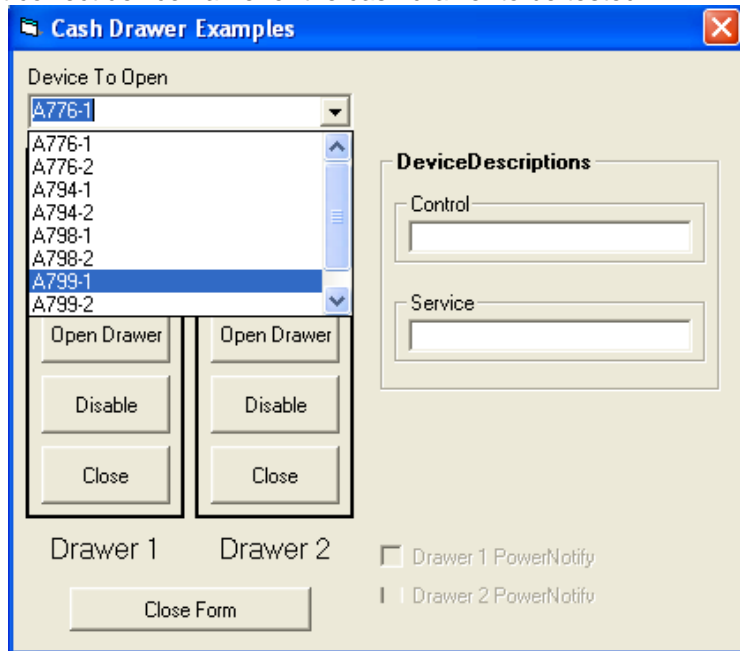 Cash Drawer Examples
Device To Open
A776-1
A776-1
A776-2
A794-1
A794-2
A798-1
A798-2
A799-1
A799-2
DeviceDescriptions
Control
Service
Open Drawer
Open Drawer
Disable
Disable
Close
Close
Drawer 1
Drawer 2
Drawer 1 PowerNotify
Drawer 2 PowerNotify
Close Form